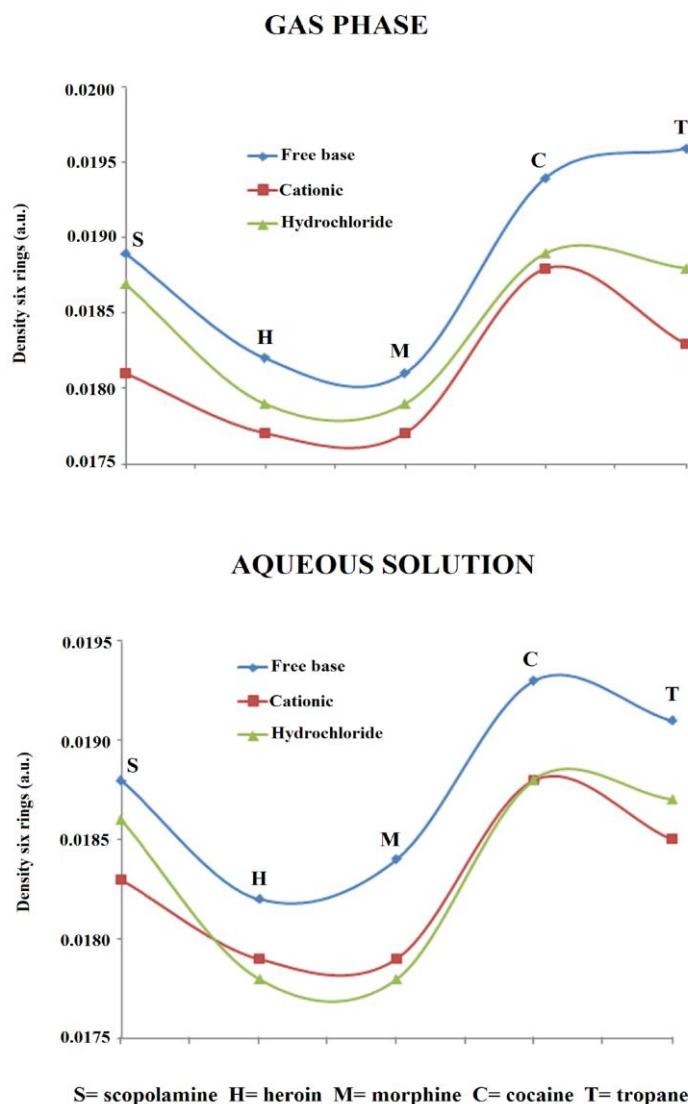 GAS PHASE
0.0200
0.0195
0.0190
0.0185
0.0180
0.0175
Density six rings (a.u.)
Free base
Cationic
Hydrochloride
S
H
M
C
T
AQUEOUS SOLUTION
0.0195
0.0190
0.0185
0.0180
0.0175
Density six rings (a.u.)
Free base
Cationic
Hydrochloride
S
H
M
C
T
S= scopolamine H= heroin M= morphine C= cocaine T= tropane